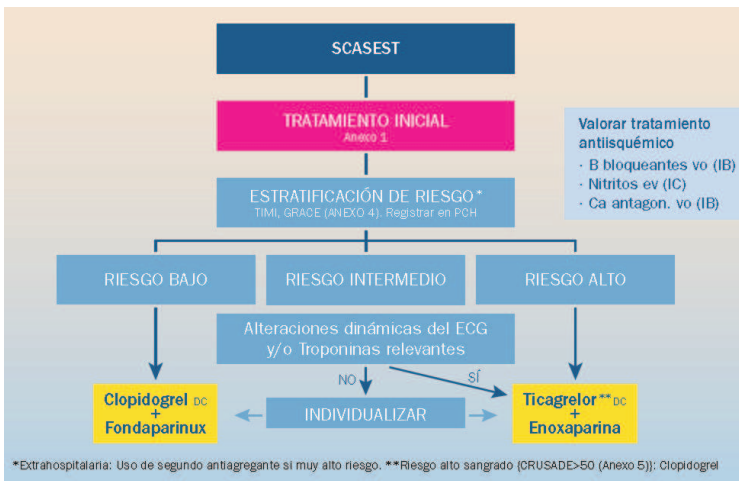 SCASEST
TRATAMIENTO INICIAL
Anexo 1
Valorar tratamiento
antiisquémico
· B bloqueantes vo (IB)
· Nitritos ev (IC)
· Ca antagon. vo (IB)
ESTRATIFICACIÓN DE RIESGO*
TIMI, GRACE (ANEXO 4). Registrar en PCH
RIESGO BAJO
RIESGO INTERMEDIO
RIESGO ALTO
Alteraciones dinámicas del ECG
y/o Troponinas relevantes
NO
SÍ
Clopidogrel DC
+
Fondaparinux
INDIVIDUALIZAR
Ticagrelor** DC
+
Enoxaparina
*Extrahospitalaria: Uso de segundo antiagregante si muy alto riesgo. **Riesgo alto sangrado (CRUSADE>50 (Anexo 5)): Clopidogrel